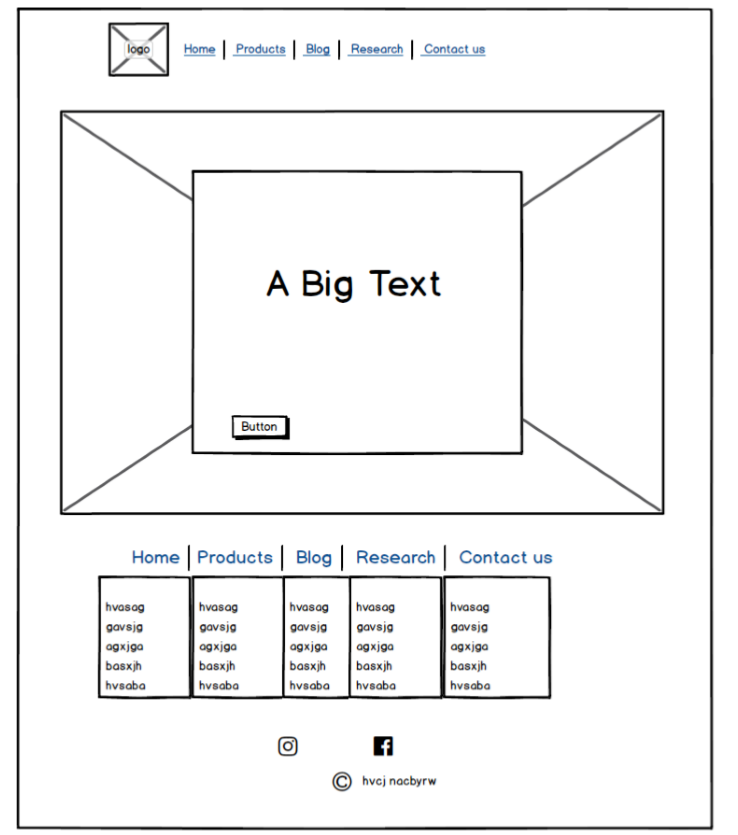 logo Home | Products | Blog | Research | Contact us
A Big Text
Button
Home | Products | Blog | Research | Contact us
hvasag hvasag hvasag hvasag hvasag
gavsjg gavsjg gavsjg gavsjg gavsjg
agxjga agxjga agxjga agxjga agxjga
basxjh basxjh basxjh basxjh basxjh
hvsaba hvsaba hvsaba hvsaba hvsaba
© hvcj nacbyrw